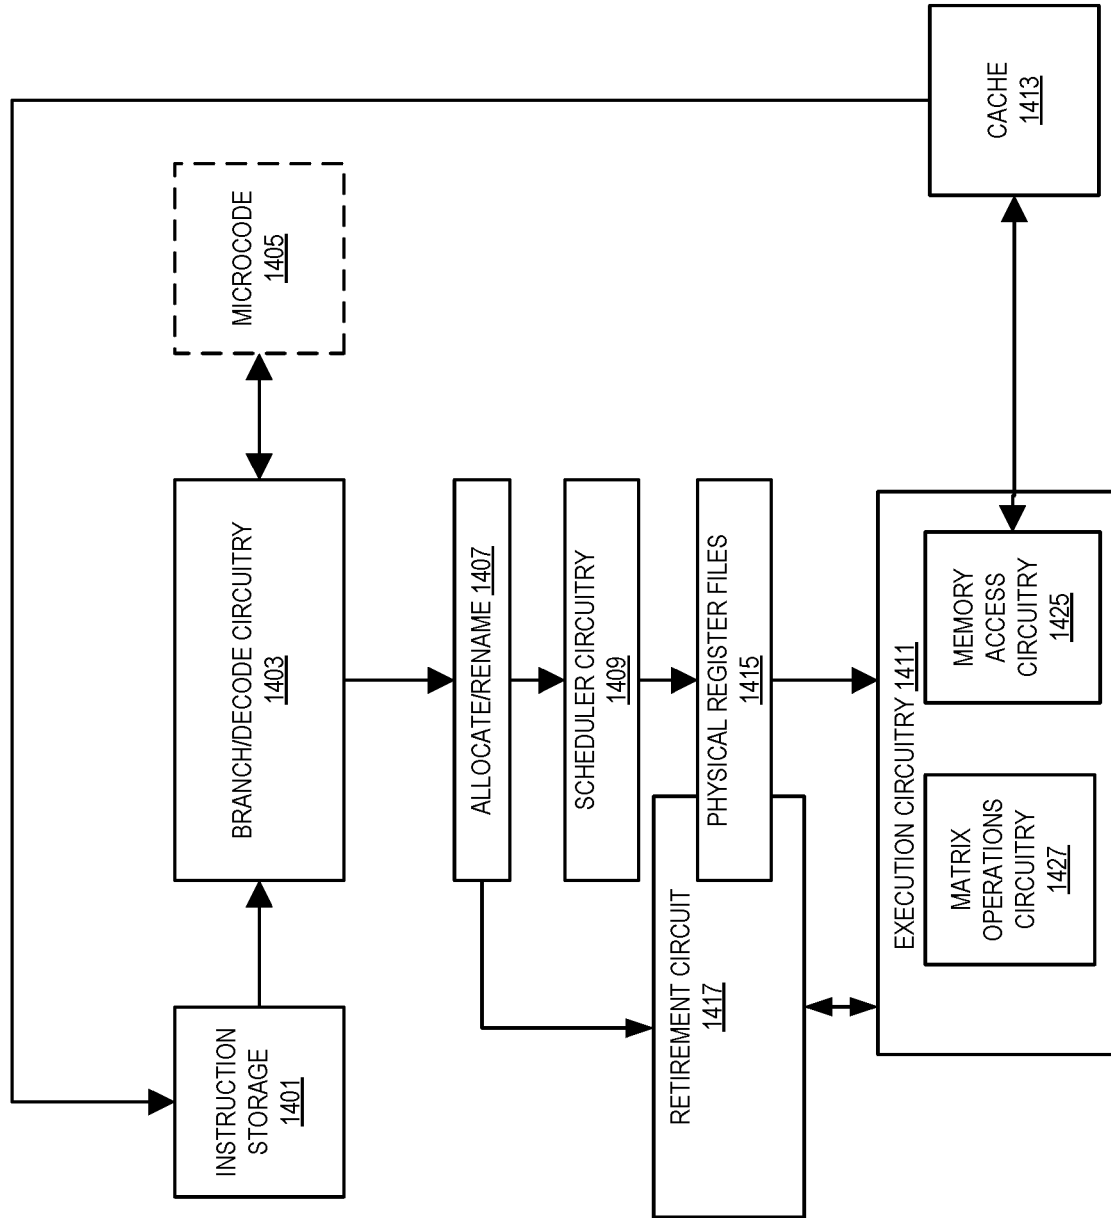 INSTRUCTION
STORAGE
1401
BRANCH/DECODE CIRCUITRY
1403
MICROCODE
1405
ALLOCATE/RENAME 1407
SCHEDULER CIRCUITRY
1409
PHYSICAL REGISTER FILES
1415
RETIREMENT CIRCUIT
1417
EXECUTION CIRCUITRY 1411
MATRIX
OPERATIONS
CIRCUITRY
1427
MEMORY
ACCESS
CIRCUITRY
1425
CACHE
1413